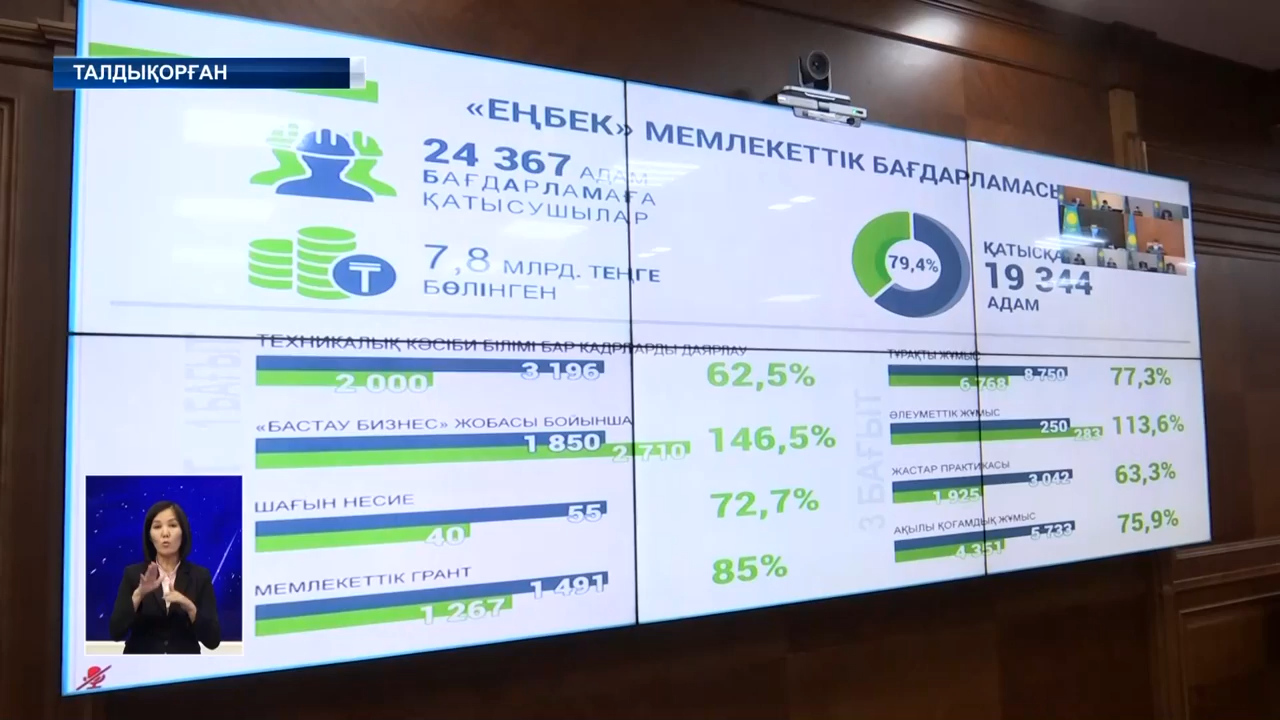 ТАЛДЫҚОРҒАН
«ЕҢБЕК» МЕМЛЕКЕТТІК БАҒДАРЛАМАСЫ
24 367 АДАМ
БАҒДАРЛАМАҒА
ҚАТЫСУШЫЛАР
7,8 МЛРД. ТЕҢГЕ
БӨЛІНГЕН
79,4%
ҚАТЫСҚА
19 344
АДАМ
ТЕХНИКАЛЫҚ КӘСІБИ БІЛІМІ БАР КАДРЛАРДЫ ДАЯРЛАУ
3 196
2 000
62,5%
«БАСТАУ БИЗНЕС» ЖОБАСЫ БОЙЫНША
1 850
2 710
146,5%
ШАҒЫН НЕСИЕ
55
40
72,7%
МЕМЛЕКЕТТІК ГРАНТ
1 491
1 267
85%
3 БАҒЫТ
ТҰРАҚТЫ ЖҰМЫС
8 750
6 768
77,3%
ӘЛЕУМЕТТІК ЖҰМЫС
250
283
113,6%
ЖАСТАР ПРАКТИКАСЫ
3 042
1 925
63,3%
АҚЫЛЫ ҚОҒАМДЫҚ ЖҰМЫС
5 733
4 351
75,9%